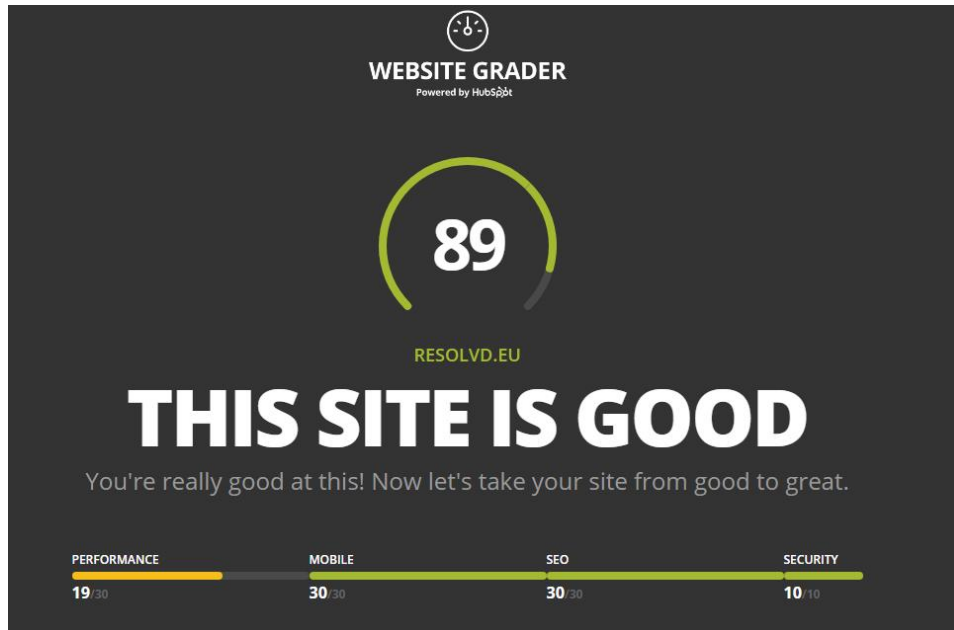 WEBSITE GRADER
Powered by HubSpot
89
RESOLVD.EU
THIS SITE IS GOOD
You're really good at this! Now let's take your site from good to great.
PERFORMANCE MOBILE SEO SECURITY
19/30 30/30 30/30 10/10